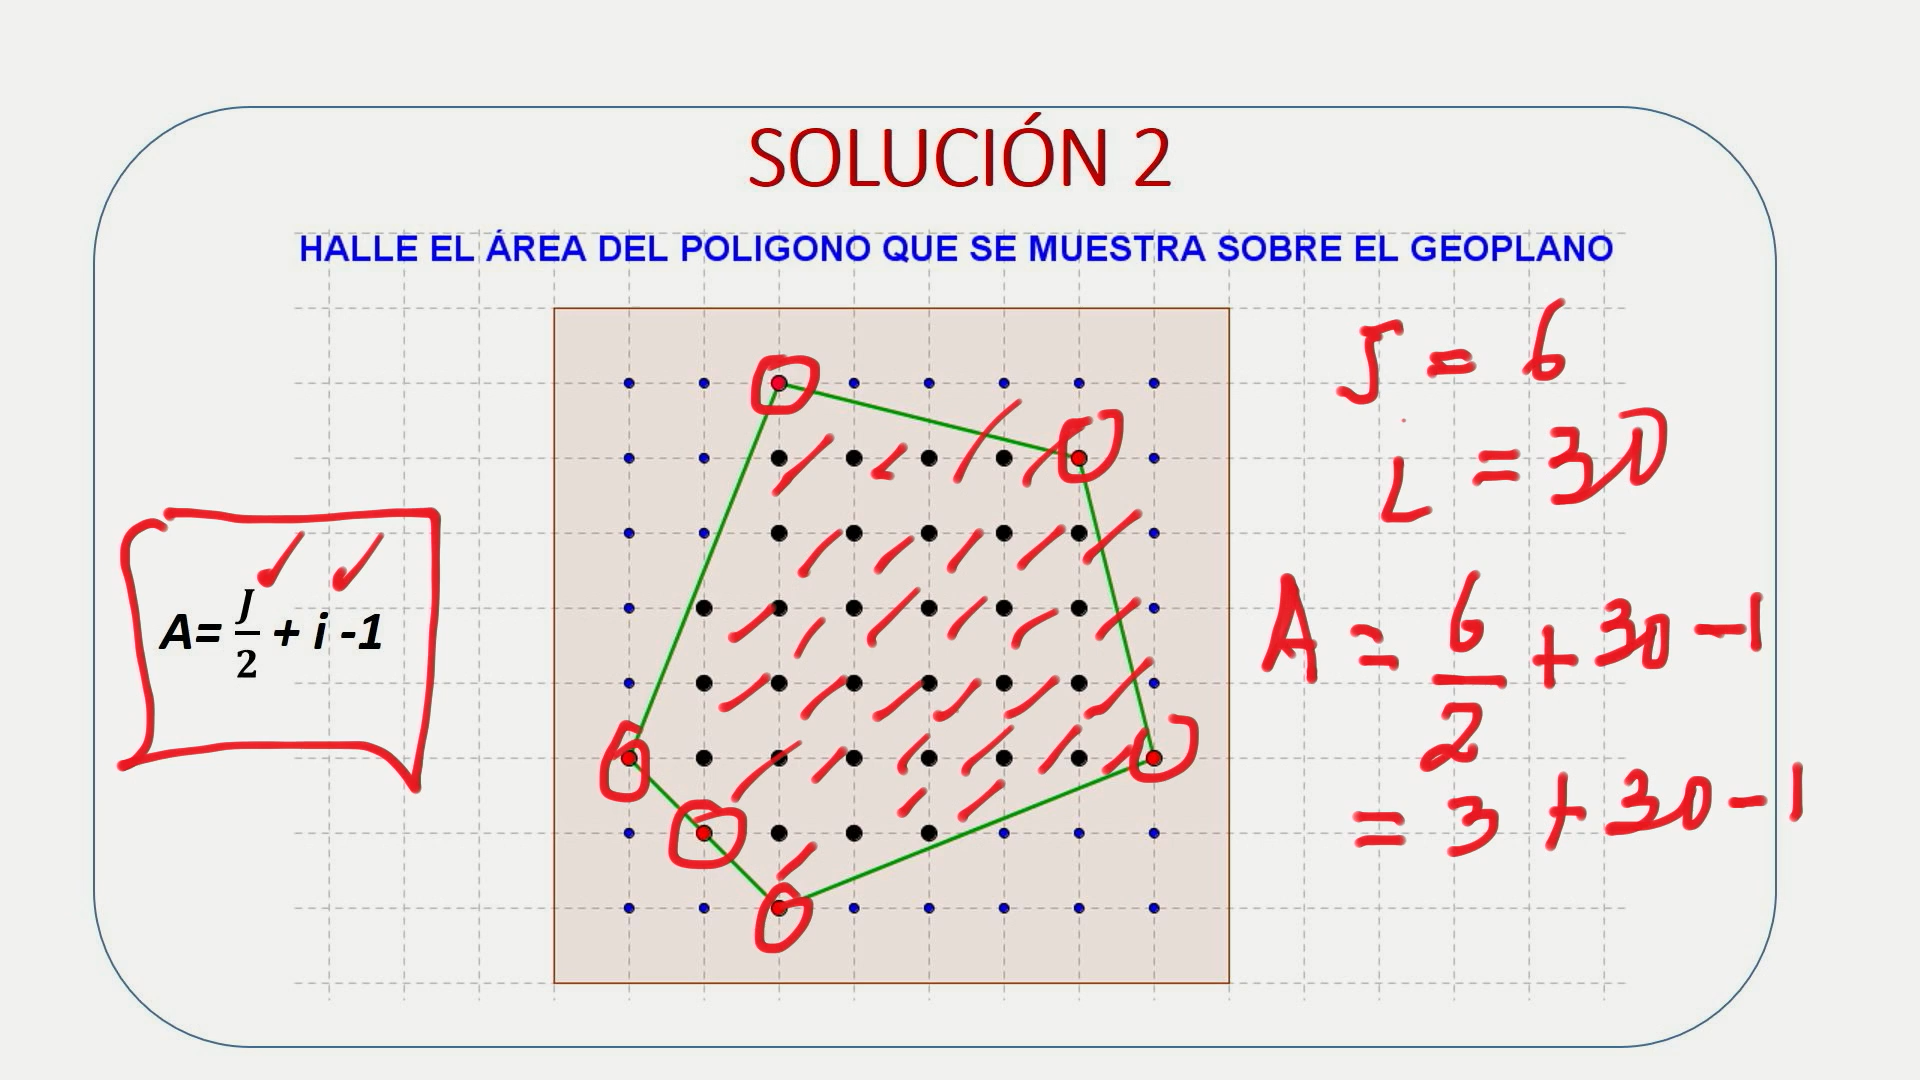 SOLUCIÓN 2
HALLE EL ÁREA DEL POLIGONO QUE SE MUESTRA SOBRE EL GEOPLANO
A= J/2 + i -1
J = 6
i = 30
A = 6/2 + 30 - 1
= 3 + 30 - 1